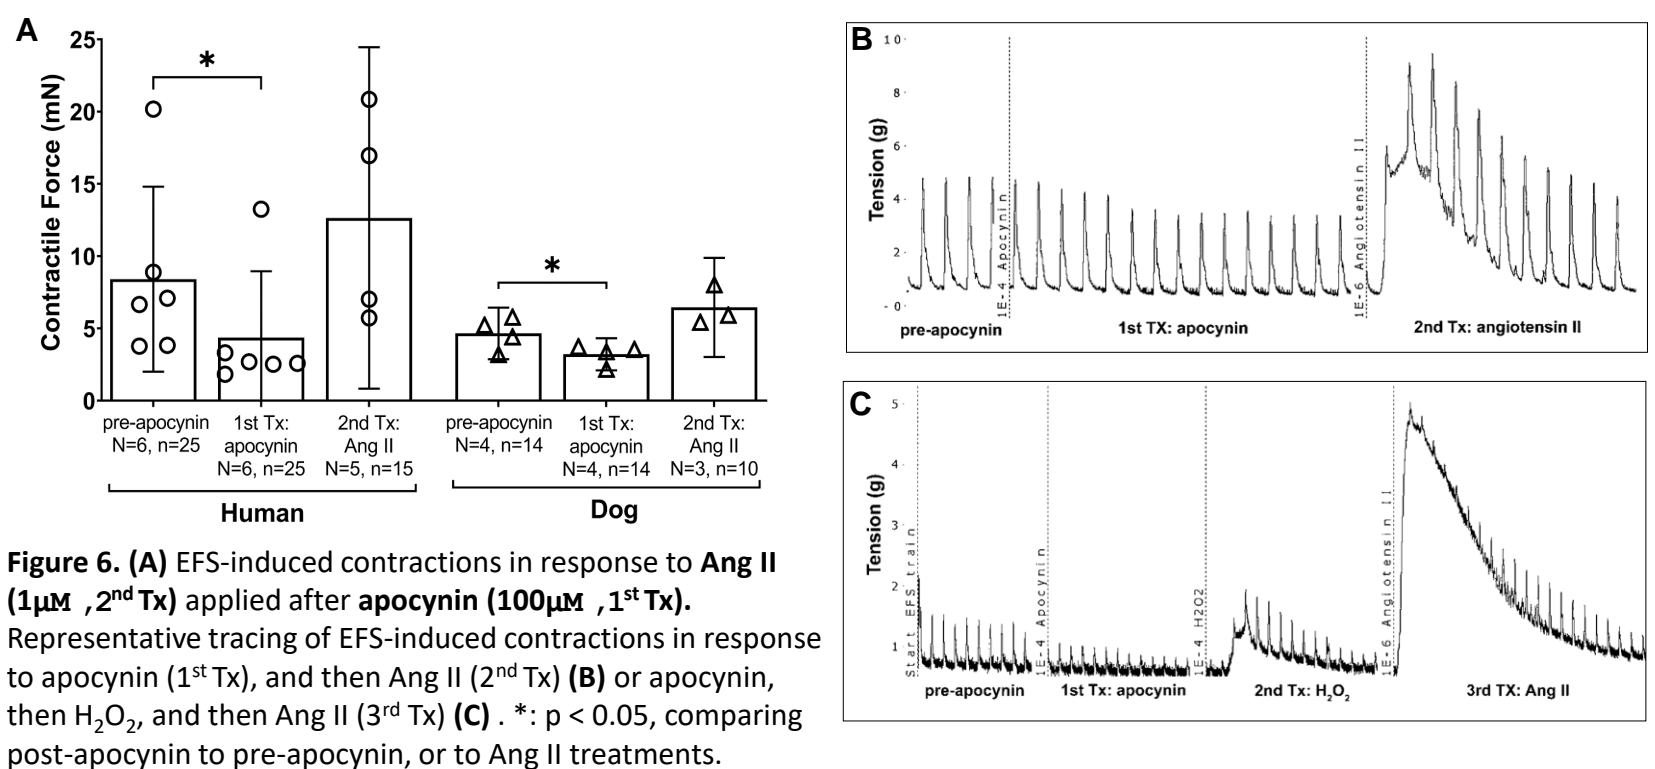 A
25
20
15
10
5
0
Contractile Force (mN)
*
*
pre-apocynin
N=6, n=25
1st Tx:
apocynin
N=6, n=25
2nd Tx:
Ang II
N=5, n=15
pre-apocynin
N=4, n=14
1st Tx:
apocynin
N=4, n=14
2nd Tx:
Ang II
N=3, n=10
Human
Dog
B
10
8
6
4
2
-0
Tension (g)
1E-4 Apocynin
1E-6 Angiotensin II
pre-apocynin
1st TX: apocynin
2nd Tx: angiotensin II
C
5
4
3
2
1
Tension (g)
Start EFS train
1E-4 Apocynin
1E-4 H2O2
1E-6 Angiotensin II
pre-apocynin
1st Tx: apocynin
2nd Tx: H₂O₂
3rd TX: Ang II
Figure 6. (A) EFS-induced contractions in response to Ang II
(1µM ,2nd Tx) applied after apocynin (100µM ,1st Tx).
Representative tracing of EFS-induced contractions in response
to apocynin (1st Tx), and then Ang II (2nd Tx) (B) or apocynin,
then H₂O₂, and then Ang II (3rd Tx) (C) . *: p < 0.05, comparing
post-apocynin to pre-apocynin, or to Ang II treatments.